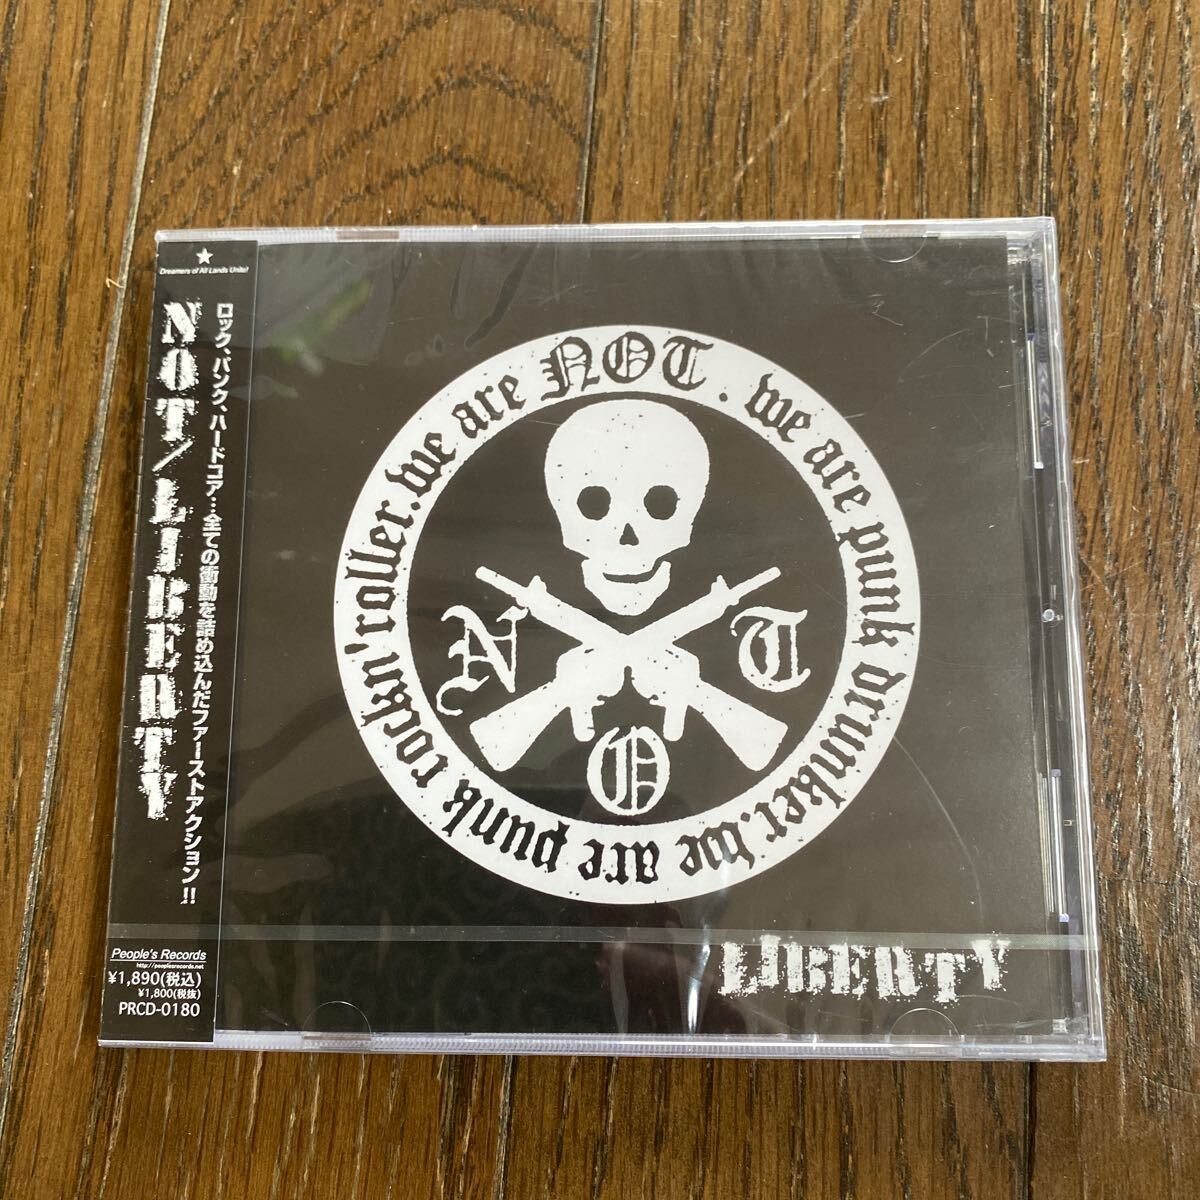 Dreamers of All Lands Unite!
NOT/LIBERTY
ロック、パンク、ハードコア…全ての衝動を詰め込んだファーストアクション!!
People's Records
http://peoplesrecords.net
¥1,890(税込)
¥1,800(税抜)
PRCD-0180
we are NOT. we are punk drunker. we are punk rockn' roller.
N O T
LIBERTY